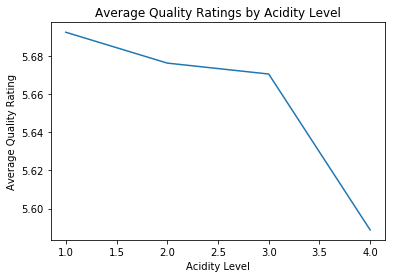 Average Quality Ratings by Acidity Level
5.68
5.66
5.64
5.62
5.60
Average Quality Rating
1.0 1.5 2.0 2.5 3.0 3.5 4.0
Acidity Level